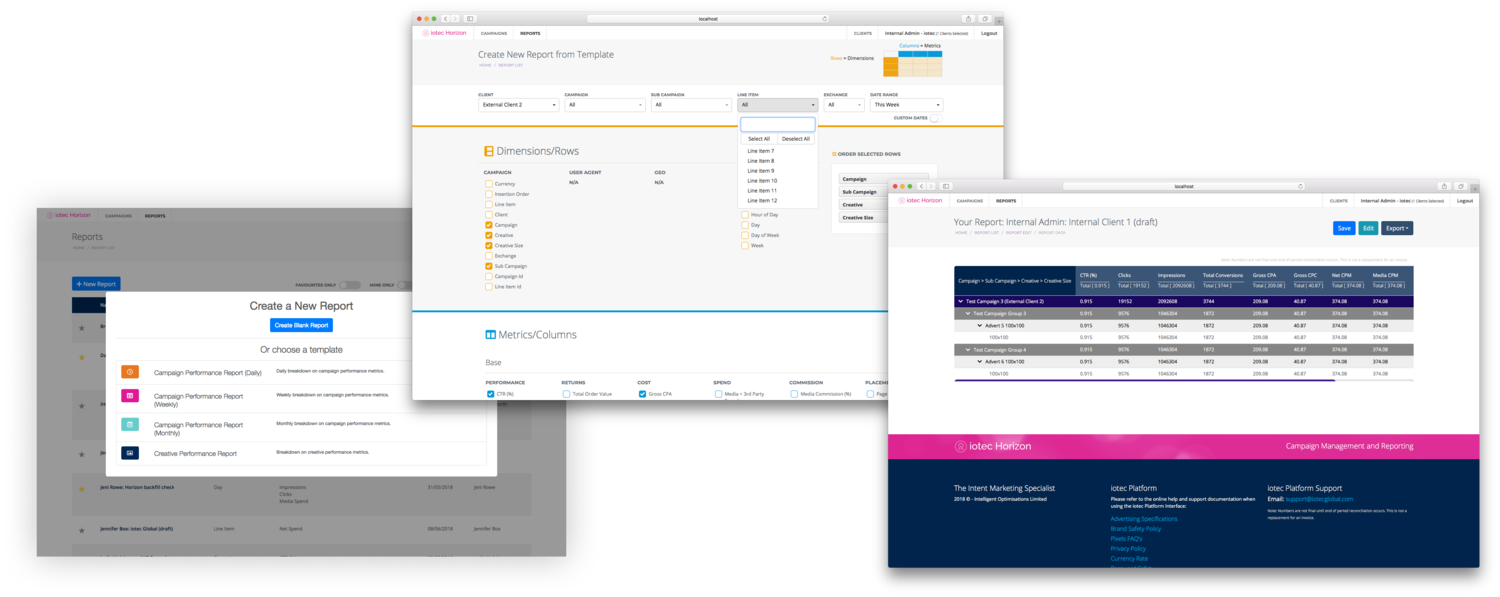 localhost
iotec Horizon CAMPAIGNS REPORTS CLIENTS Internal Admin - iotec (1 Clients Selected) Logout
Create New Report from Template
HOME / REPORT LIST
Columns = Metrics
Rows = Dimensions
CLIENT CAMPAIGN SUB CAMPAIGN LINE ITEM EXCHANGE DATE RANGE
External Client 2 All All All All This Week
CUSTOM DATES
Select All Deselect All
Line Item 7
Line Item 8
Line Item 9
Line Item 10
Line Item 11
Line Item 12
Dimensions/Rows
CAMPAIGN USER AGENT GEO
N/A N/A
Currency
Insertion Order
Line Item
Client
Campaign
Creative
Creative Size
Exchange
Sub Campaign
Campaign Id
Line Item Id
Hour of Day
Day
Day of Week
Week
ORDER SELECTED ROWS
Campaign
Sub Campaign
Creative
Creative Size
Metrics/Columns
Base
PERFORMANCE RETURNS COST SPEND COMMISSION PLACEME
CTR (%) Total Order Value Gross CPA Media + 3rd Party Media Commission (%) Page
iotec Horizon CAMPAIGNS REPORTS
Reports
HOME / REPORT LIST
+ New Report
FAVOURITES ONLY MINE ONLY
Create a New Report
Create Blank Report
Or choose a template
Campaign Performance Report (Daily) Daily breakdown on campaign performance metrics.
Campaign Performance Report (Weekly) Weekly breakdown on campaign performance metrics.
Campaign Performance Report (Monthly) Monthly breakdown on campaign performance metrics.
Creative Performance Report Breakdown on creative performance metrics.
Jeni Rowe: Horizon backfill check Day Impressions 31/05/2018 Jeni Rowe
Clicks
Media Spend
Jennifer Box: iotec Global (draft) Line Item Net Spend 08/06/2018 Jennifer Box
localhost
iotec Horizon CAMPAIGNS REPORTS CLIENTS Internal Admin - iotec (1 Clients Selected) Logout
Your Report: Internal Admin: Internal Client 1 (draft)
HOME / REPORT LIST / REPORT EDIT / REPORT DATA
Save Edit Export
Note: Numbers are not final until end of period reconciliation occurs. This is not a replacement for an invoice.
Campaign > Sub Campaign > Creative > Creative Size CTR (%) Clicks Impressions Total Conversions Gross CPA Gross CPC Net CPM Media CPM
Total [ 0.915 ] Total [ 19152 ] Total [ 2092608 ] Total [ 3744 ] Total [ 209.08 ] Total [ 40.87 ] Total [ 374.08 ] Total [ 374.08 ]
Test Campaign 3 (External Client 2) 0.915 19152 2092608 3744 209.08 40.87 374.08 374.08
Test Campaign Group 3 0.915 9576 1046304 1872 209.08 40.87 374.08 374.08
Advert 5 100x100 0.915 9576 1046304 1872 209.08 40.87 374.08 374.08
100x100 0.915 9576 1046304 1872 209.08 40.87 374.08 374.08
Test Campaign Group 4 0.915 9576 1046304 1872 209.08 40.87 374.08 374.08
Advert 6 100x100 0.915 9576 1046304 1872 209.08 40.87 374.08 374.08
100x100 0.915 9576 1046304 1872 209.08 40.87 374.08 374.08
iotec Horizon Campaign Management and Reporting
The Intent Marketing Specialist
2018 © - Intelligent Optimisations Limited
iotec Platform
Please refer to the online help and support documentation when
using the iotec Platform Interface:
Advertising Specifications
Brand Safety Policy
Pixels FAQ's
Privacy Policy
Currency Rate
iotec Platform Support
Email: support@iotecglobal.com
Note: Numbers are not final until end of period reconciliation occurs. This is not a
replacement for an invoice.